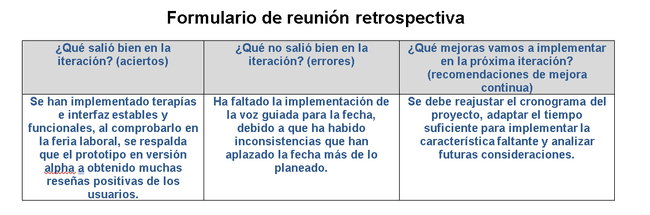 Formulario de reunión retrospectiva
¿Qué salió bien en la
iteración? (aciertos)
¿Qué no salió bien en la
iteración? (errores)
¿Qué mejoras vamos a implementar
en la próxima iteración?
(recomendaciones de mejora
continua)
Se han implementado terapias
e interfaz estables y
funcionales, al comprobarlo en
la feria laboral, se respalda
que el prototipo en versión
alpha a obtenido muchas
reseñas positivas de los
usuarios.
Ha faltado la implementación de
la voz guiada para la fecha,
debido a que ha habido
inconsistencias que han
aplazado la fecha más de lo
planeado.
Se debe reajustar el cronograma del
proyecto, adaptar el tiempo
suficiente para implementar la
característica faltante y analizar
futuras consideraciones.